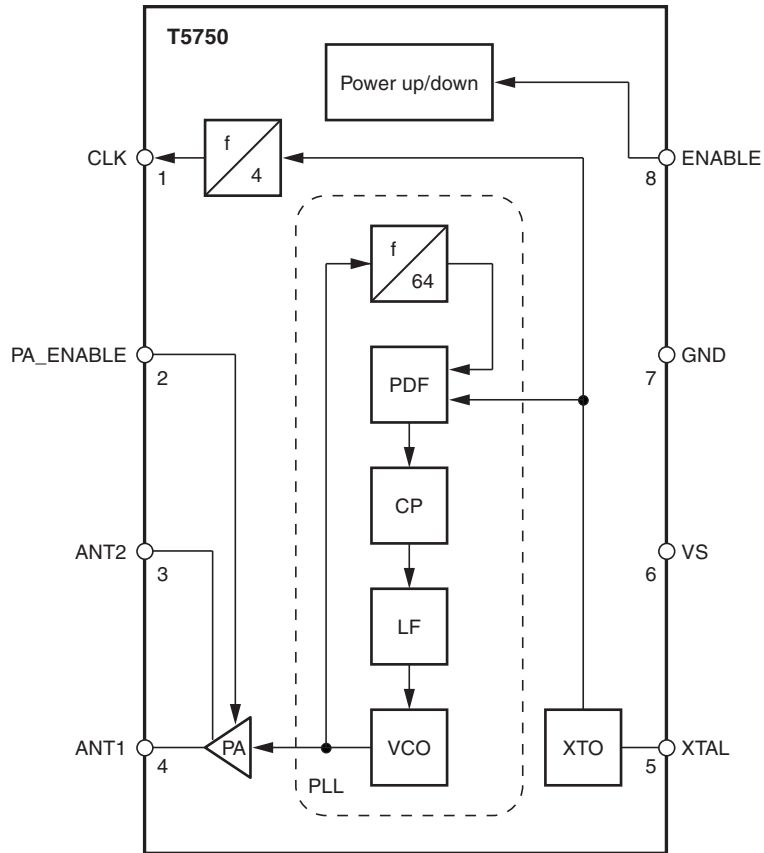 T5750
Power up/down
CLK
1
f
4
ENABLE
8
f
64
PA_ENABLE
2
PDF
GND
7
CP
ANT2
3
VS
6
LF
ANT1
4
PA
VCO
XTO
XTAL
5
PLL